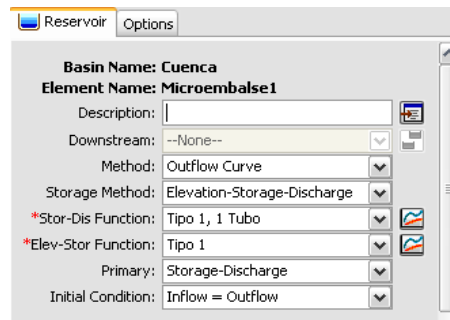 Reservoir Options
Basin Name: Cuenca
Element Name: Microembalse1
Description:
Downstream: --None--
Method: Outflow Curve
Storage Method: Elevation-Storage-Discharge
*Stor-Dis Function: Tipo 1, 1 Tubo
*Elev-Stor Function: Tipo 1
Primary: Storage-Discharge
Initial Condition: Inflow = Outflow